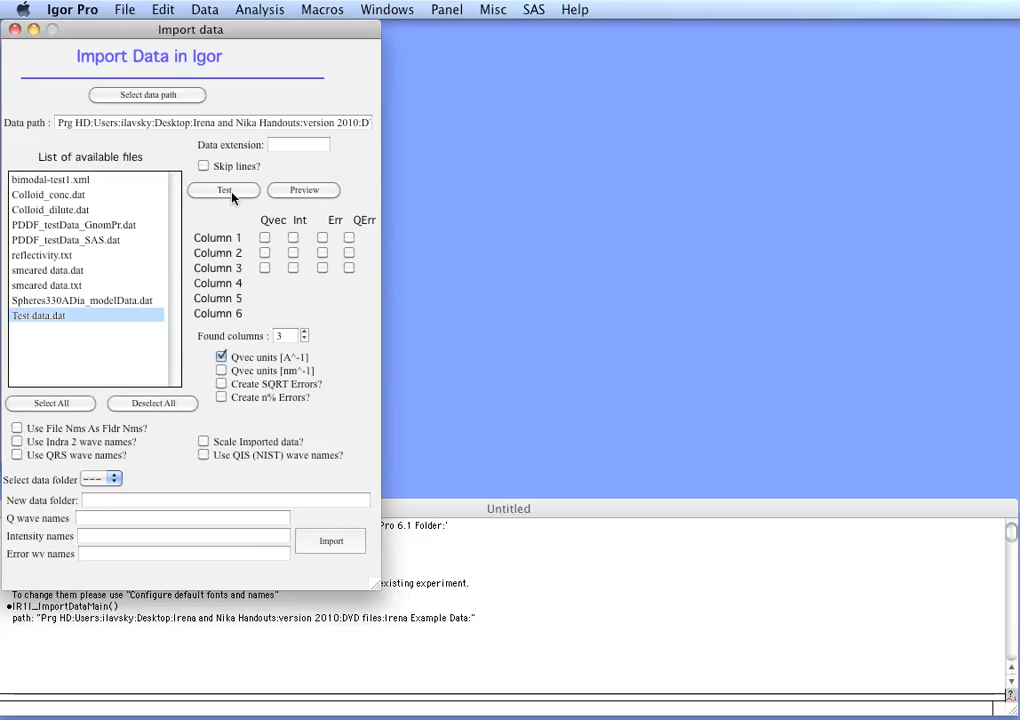 Igor Pro File Edit Data Analysis Macros Windows Panel Misc SAS Help
Import data
Import Data in Igor
Select data path
Data path : Prg HD:Users:ilavsky:Desktop:Irena and Nika Handouts:version 2010:D
Data extension:
List of available files
Skip lines?
bimodal-test1.xml
Colloid_conc.dat
Colloid_dilute.dat
PDDF_testData_GnomPr.dat
PDDF_testData_SAS.dat
reflectivity.txt
smeared data.dat
smeared data.txt
Spheres330ADia_modelData.dat
Test data.dat
Test Preview
Qvec Int Err QErr
Column 1
Column 2
Column 3
Column 4
Column 5
Column 6
Found columns : 3
Qvec units [A^-1]
Qvec units [nm^-1]
Create SQRT Errors?
Create n% Errors?
Select All Deselect All
Use File Nms As Fldr Nms?
Use Indra 2 wave names? Scale Imported data?
Use QRS wave names? Use QIS (NIST) wave names?
Select data folder ---
New data folder:
Q wave names
Intensity names
Import
Error wv names
Untitled
Pro 6.1 Folder:'
existing experiment.
To change them please use "Configure default fonts and names"
•IR1I_ImportDataMain()
path: "Prg HD:Users:ilavsky:Desktop:Irena and Nika Handouts:version 2010:DVD files:Irena Example Data:"
?